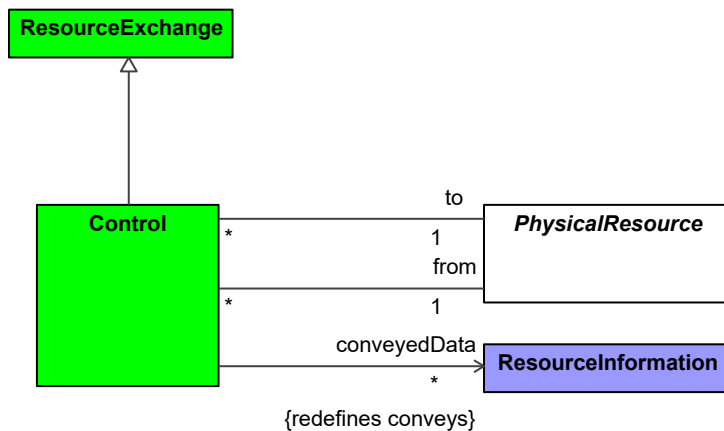 ResourceExchange
Control
to
* 1
PhysicalResource
from
* 1
conveyedData
*
ResourceInformation
{redefines conveys}